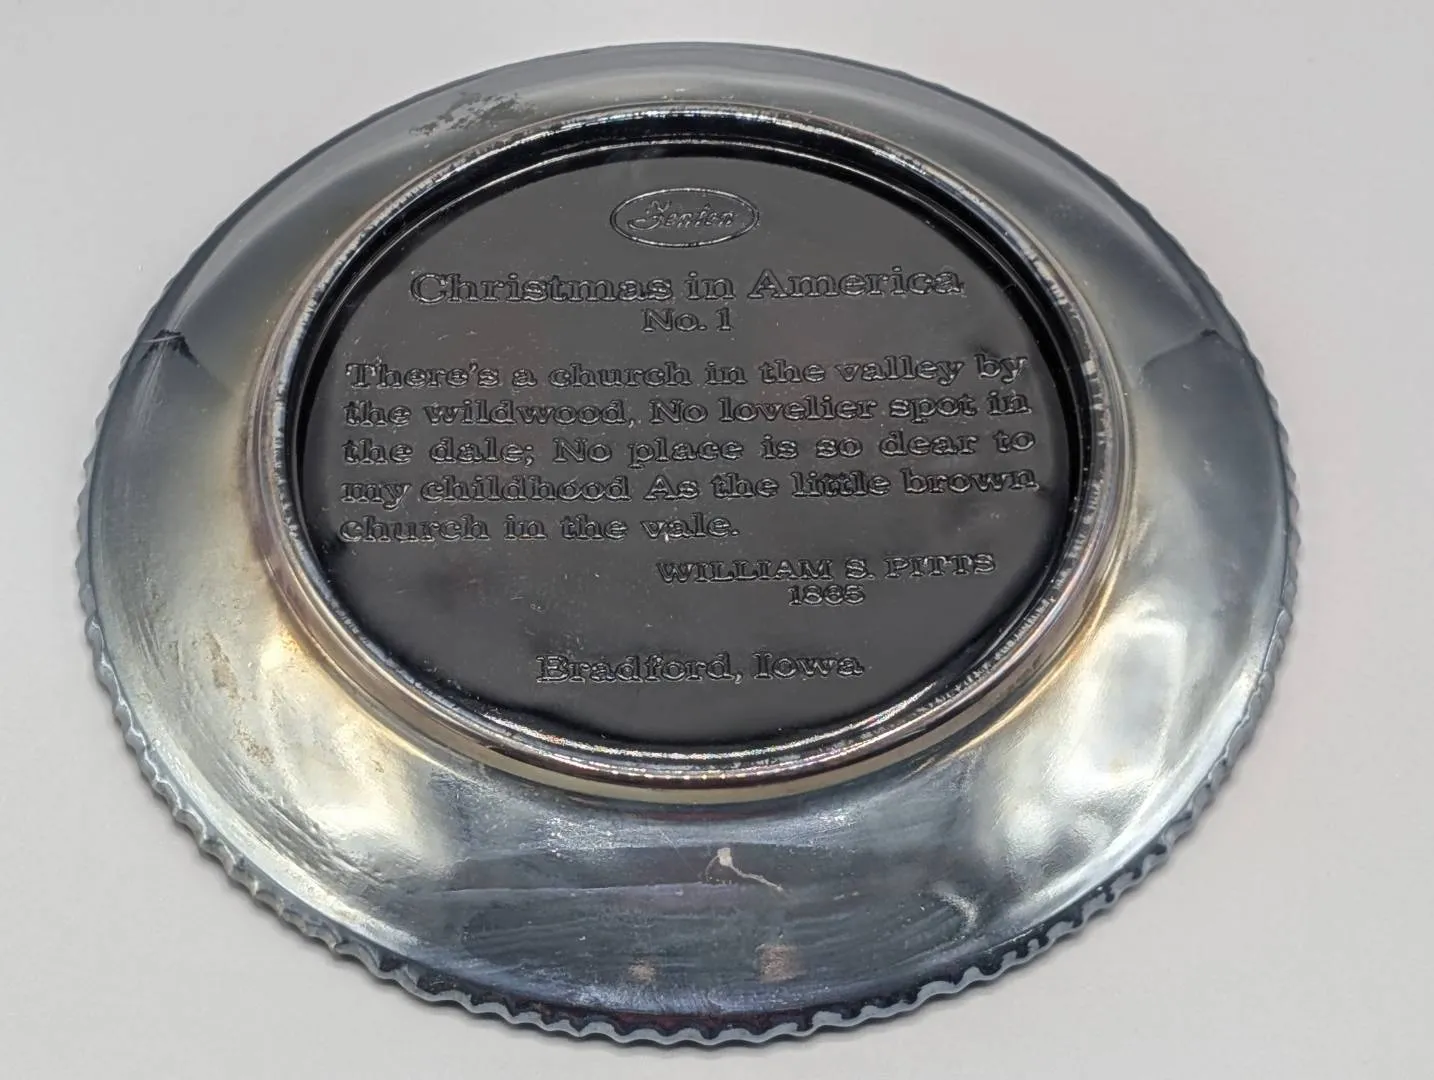 Fenton
Christmas in America
No. 1
There's a church in the valley by
the wildwood, No lovelier spot in
the dale; No place is so dear to
my childhood As the little brown
church in the vale.
WILLIAM S. PITTS
1865
Bradford, Iowa